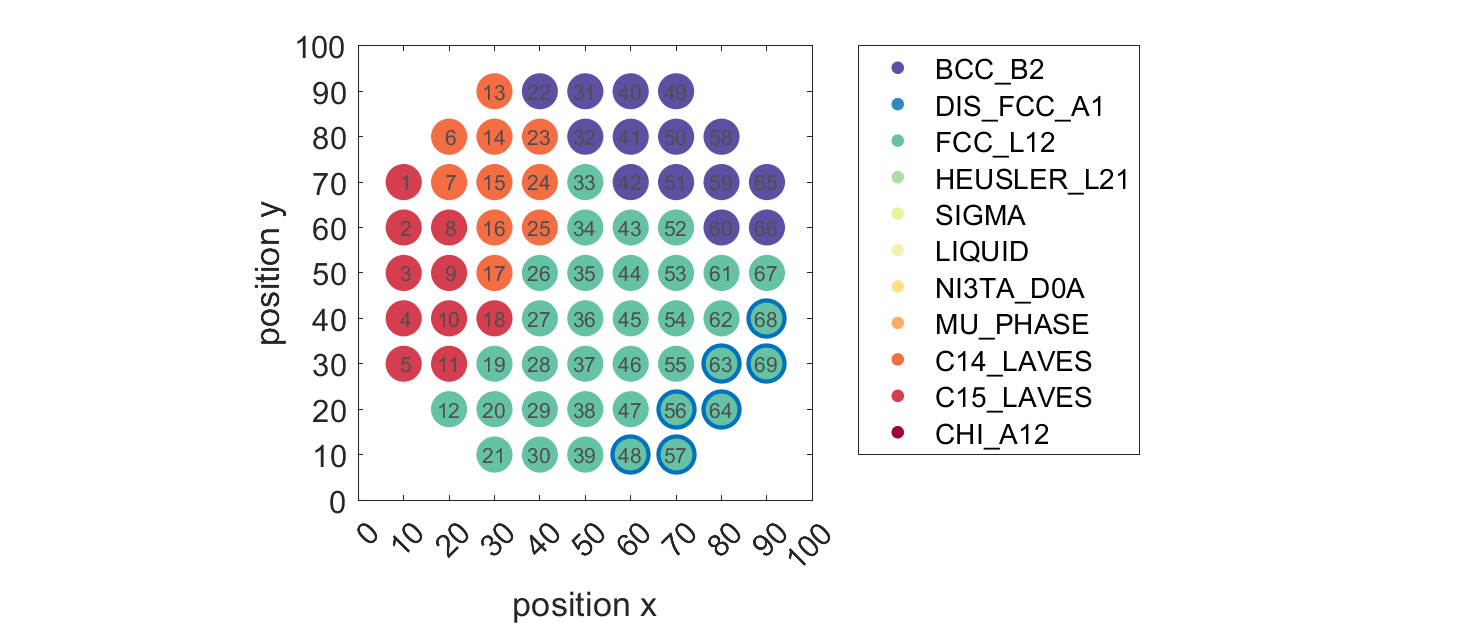 100
90
80
70
60
50
40
30
20
10
0
position y
13 22 31 40 49
6 14 23 32 41 50 58
1 7 15 24 33 42 51 59 65
2 8 16 25 34 43 52 60 66
3 9 17 26 35 44 53 61 67
4 10 18 27 36 45 54 62 68
5 11 19 28 37 46 55 63 69
12 20 29 38 47 56 64
21 30 39 48 57
0 10 20 30 40 50 60 70 80 90 100
position x
BCC_B2
DIS_FCC_A1
FCC_L12
HEUSLER_L21
SIGMA
LIQUID
NI3TA_D0A
MU_PHASE
C14_LAVES
C15_LAVES
CHI_A12